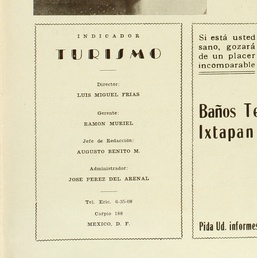 INDICADOR
TURISMO
Director:
LUIS MIGUEL FRIAS
Gerente:
RAMON MURIEL
Jefe de Redacción:
AUGUSTO BENITO M.
Administrador:
JOSE PEREZ DEL ARENAL
Tel. Eric. 6-35-08
Carpio 188
MEXICO, D. F.
Si está usted
sano, gozará
de un placer
incomparable
Baños Te
Ixtapan
Pida Ud. informes